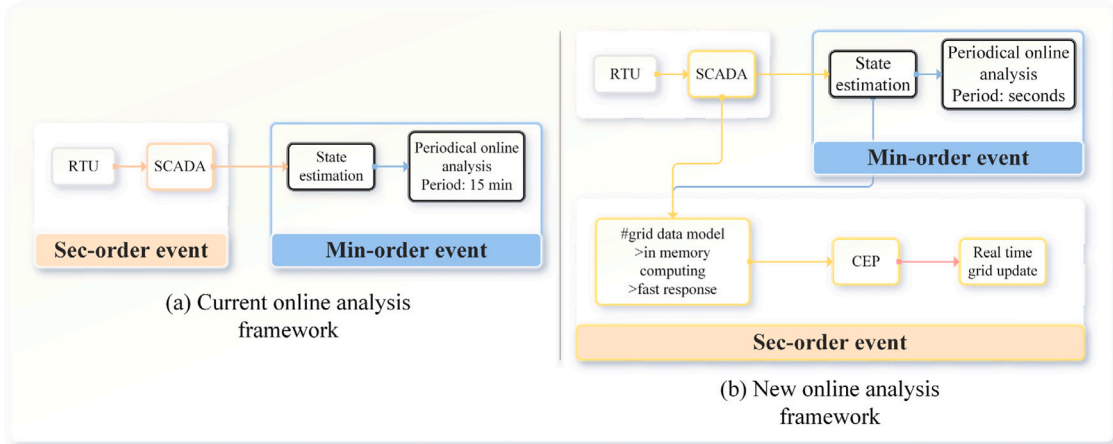 RTU
SCADA
State
estimation
Periodical online
analysis
Period: 15 min
Sec-order event
Min-order event
(a) Current online analysis
framework
RTU
SCADA
State
estimation
Periodical online
analysis
Period: seconds
Min-order event
#grid data model
>in memory
computing
>fast response
CEP
Real time
grid update
Sec-order event
(b) New online analysis
framework